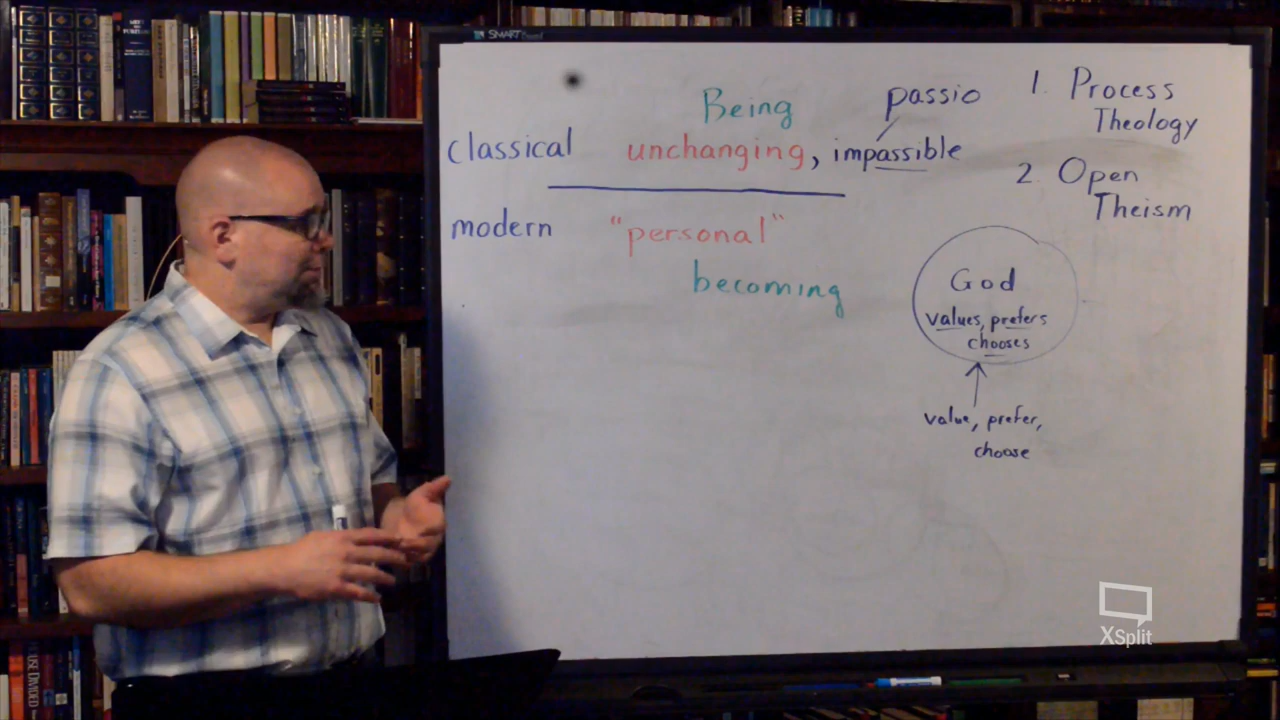 SMART Board
Being
passio
classical unchanging, impassible
modern "personal"
becoming
1. Process
Theology
2 Open
Theism
God
values, prefers
chooses
value, prefer,
choose
XSplit